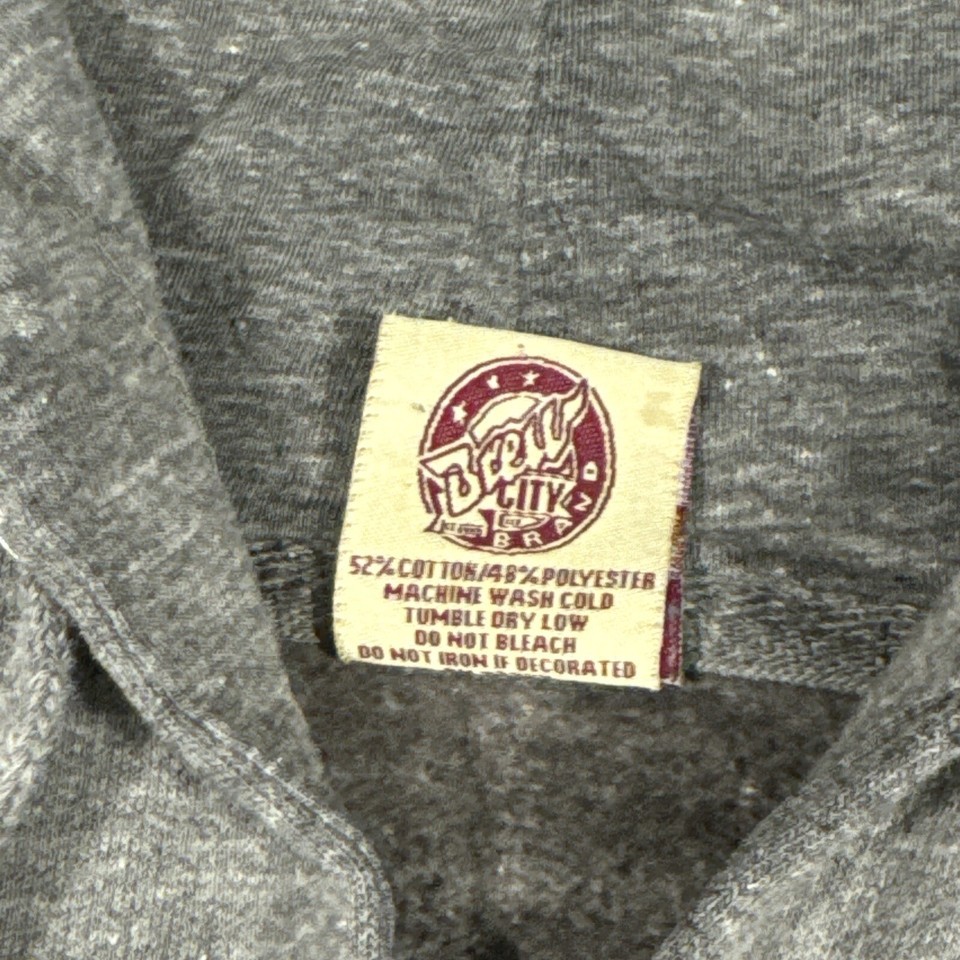 Brew
CITY
BRAND
52% COTTON/48% POLYESTER
MACHINE WASH COLD
TUMBLE DRY LOW
DO NOT BLEACH
DO NOT IRON IF DECORATED